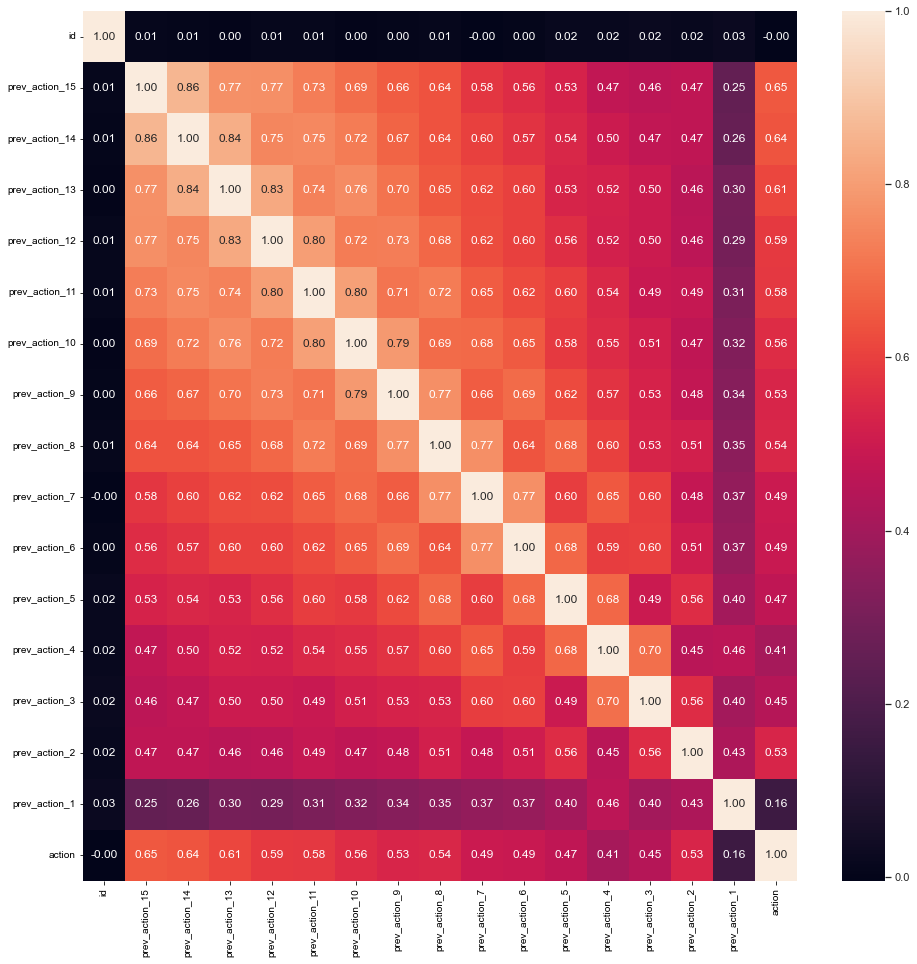 id 1.00 0.01 0.01 0.00 0.01 0.01 0.00 0.00 0.01 -0.00 0.00 0.02 0.02 0.02 0.02 0.03 -0.00
prev_action_15 0.01 1.00 0.86 0.77 0.77 0.73 0.69 0.66 0.64 0.58 0.56 0.53 0.47 0.46 0.47 0.25 0.65
prev_action_14 0.01 0.86 1.00 0.84 0.75 0.75 0.72 0.67 0.64 0.60 0.57 0.54 0.50 0.47 0.47 0.26 0.64
prev_action_13 0.00 0.77 0.84 1.00 0.83 0.74 0.76 0.70 0.65 0.62 0.60 0.53 0.52 0.50 0.46 0.30 0.61
prev_action_12 0.01 0.77 0.75 0.83 1.00 0.80 0.72 0.73 0.68 0.62 0.60 0.56 0.52 0.50 0.46 0.29 0.59
prev_action_11 0.01 0.73 0.75 0.74 0.80 1.00 0.80 0.71 0.72 0.65 0.62 0.60 0.54 0.49 0.49 0.31 0.58
prev_action_10 0.00 0.69 0.72 0.76 0.72 0.80 1.00 0.79 0.69 0.68 0.65 0.58 0.55 0.51 0.47 0.32 0.56
prev_action_9 0.00 0.66 0.67 0.70 0.73 0.71 0.79 1.00 0.77 0.66 0.69 0.62 0.57 0.53 0.48 0.34 0.53
prev_action_8 0.01 0.64 0.64 0.65 0.68 0.72 0.69 0.77 1.00 0.77 0.64 0.68 0.60 0.53 0.51 0.35 0.54
prev_action_7 -0.00 0.58 0.60 0.62 0.62 0.65 0.68 0.66 0.77 1.00 0.77 0.60 0.65 0.60 0.48 0.37 0.49
prev_action_6 0.00 0.56 0.57 0.60 0.60 0.62 0.65 0.69 0.64 0.77 1.00 0.68 0.59 0.60 0.51 0.37 0.49
prev_action_5 0.02 0.53 0.54 0.53 0.56 0.60 0.58 0.62 0.68 0.60 0.68 1.00 0.68 0.49 0.56 0.40 0.47
prev_action_4 0.02 0.47 0.50 0.52 0.52 0.54 0.55 0.57 0.60 0.65 0.59 0.68 1.00 0.70 0.45 0.46 0.41
prev_action_3 0.02 0.46 0.47 0.50 0.50 0.49 0.51 0.53 0.53 0.60 0.60 0.49 0.70 1.00 0.56 0.40 0.45
prev_action_2 0.02 0.47 0.47 0.46 0.46 0.49 0.47 0.48 0.51 0.48 0.51 0.56 0.45 0.56 1.00 0.43 0.53
prev_action_1 0.03 0.25 0.26 0.30 0.29 0.31 0.32 0.34 0.35 0.37 0.37 0.40 0.46 0.40 0.43 1.00 0.16
action -0.00 0.65 0.64 0.61 0.59 0.58 0.56 0.53 0.54 0.49 0.49 0.47 0.41 0.45 0.53 0.16 1.00
id prev_action_15 prev_action_14 prev_action_13 prev_action_12 prev_action_11 prev_action_10 prev_action_9 prev_action_8 prev_action_7 prev_action_6 prev_action_5 prev_action_4 prev_action_3 prev_action_2 prev_action_1 action
1.0
0.8
0.6
0.4
0.2
0.0